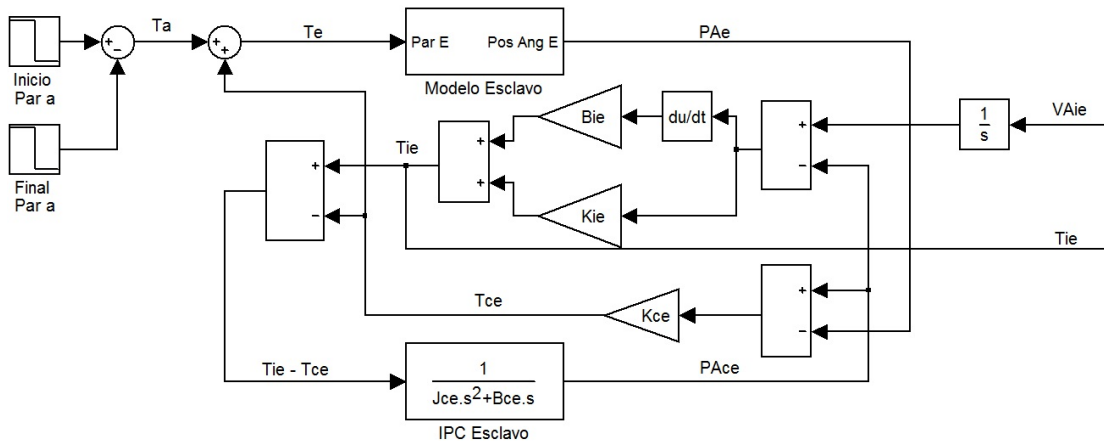 Inicio
Par a
Final
Par a
Ta
Te
Par E
Pos Ang E
Modelo Esclavo
PAe
Bie
du/dt
1
s
VAie
Tie
Kie
Tie
Tce
Kce
Tie - Tce
1
Jce.s²+Bce.s
IPC Esclavo
PAce